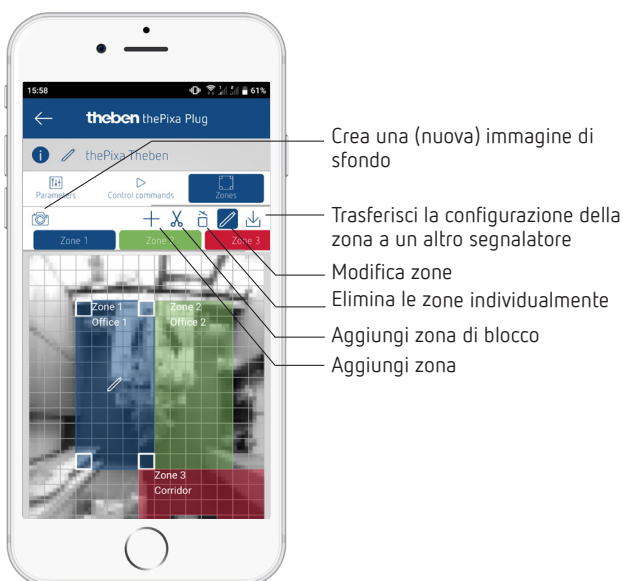 15:58
61%
theben thePixa Plug
thePixa Theben
Parameters
Control commands
Zones
Zone 1
Zone 2
Zone 3
Zone 1
Office 1
Zone 2
Office 2
Zone 3
Corridor
Crea una (nuova) immagine di
sfondo
Trasferisci la configurazione della
zona a un altro segnalatore
Modifica zone
Elimina le zone individualmente
Aggiungi zona di blocco
Aggiungi zona